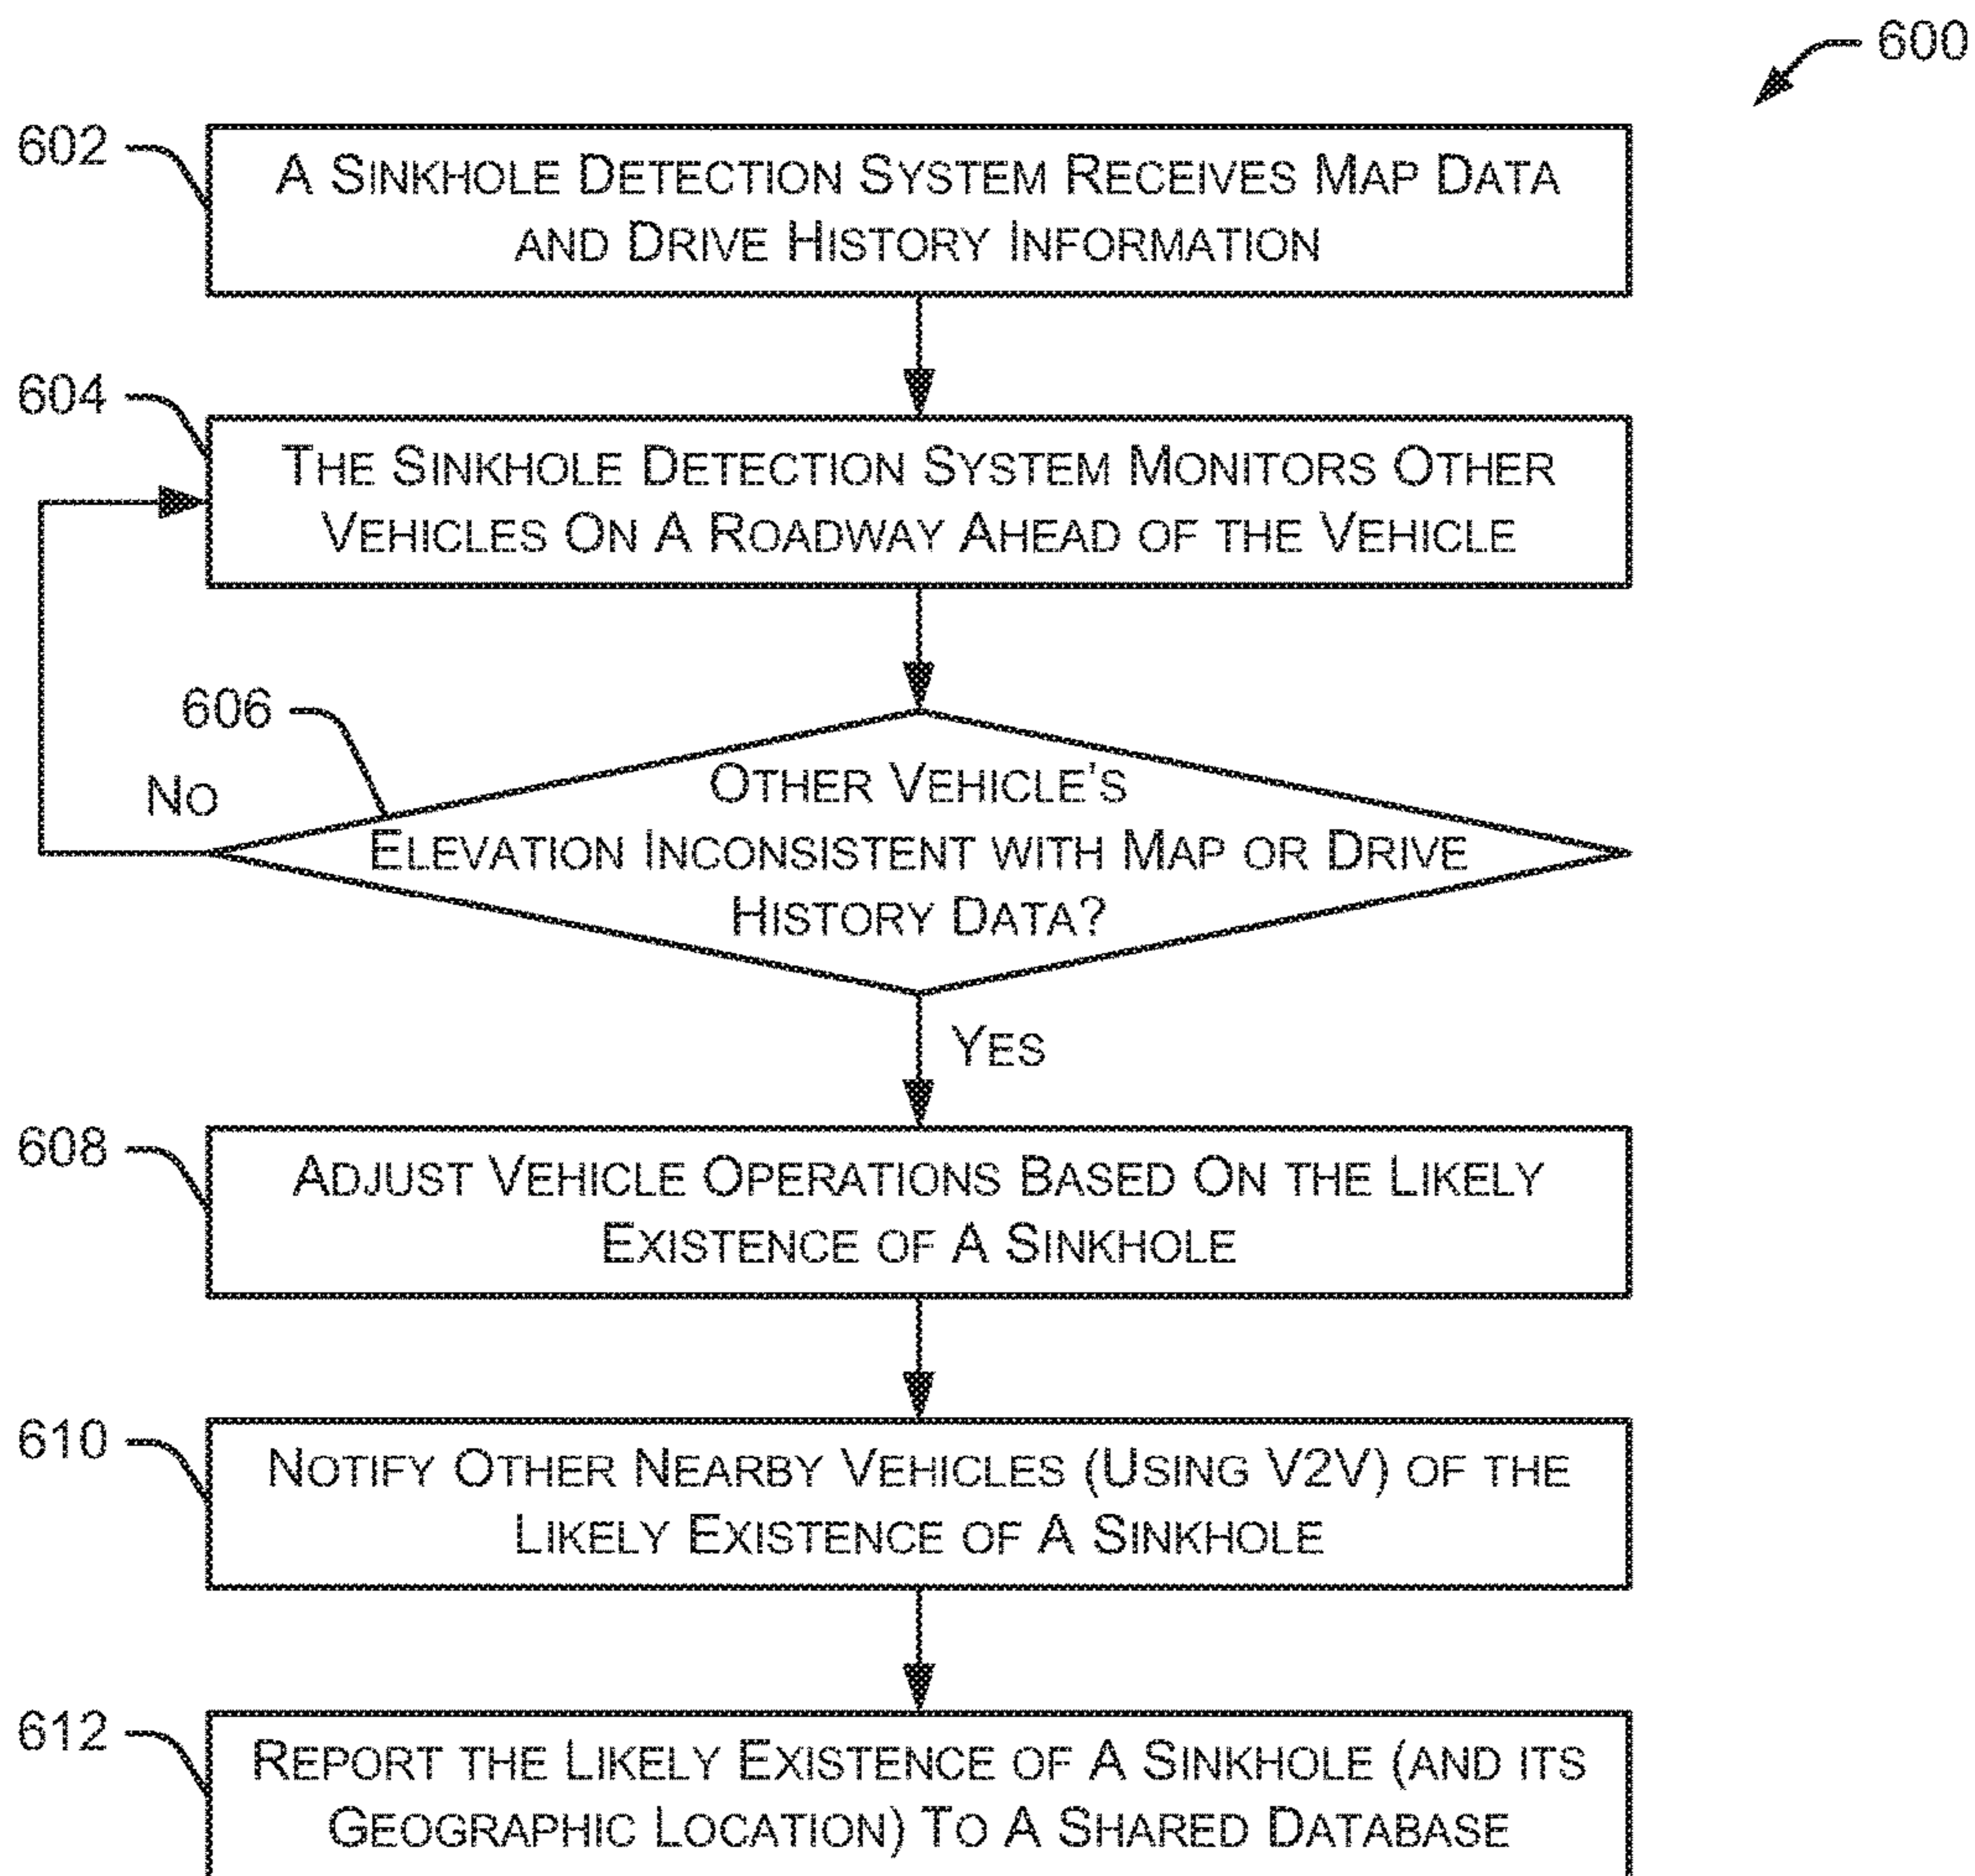 600
602
A SINKHOLE DETECTION SYSTEM RECEIVES MAP DATA
AND DRIVE HISTORY INFORMATION
604
THE SINKHOLE DETECTION SYSTEM MONITORS OTHER
VEHICLES ON A ROADWAY AHEAD OF THE VEHICLE
606
NO
OTHER VEHICLE'S
ELEVATION INCONSISTENT WITH MAP OR DRIVE
HISTORY DATA?
YES
608
ADJUST VEHICLE OPERATIONS BASED ON THE LIKELY
EXISTENCE OF A SINKHOLE
610
NOTIFY OTHER NEARBY VEHICLES (USING V2V) OF THE
LIKELY EXISTENCE OF A SINKHOLE
612
REPORT THE LIKELY EXISTENCE OF A SINKHOLE (AND ITS
GEOGRAPHIC LOCATION) TO A SHARED DATABASE